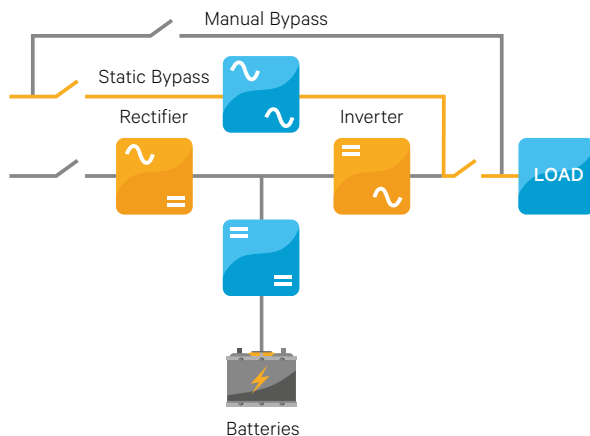 Manual Bypass
Static Bypass
Rectifier
Inverter
LOAD
Batteries